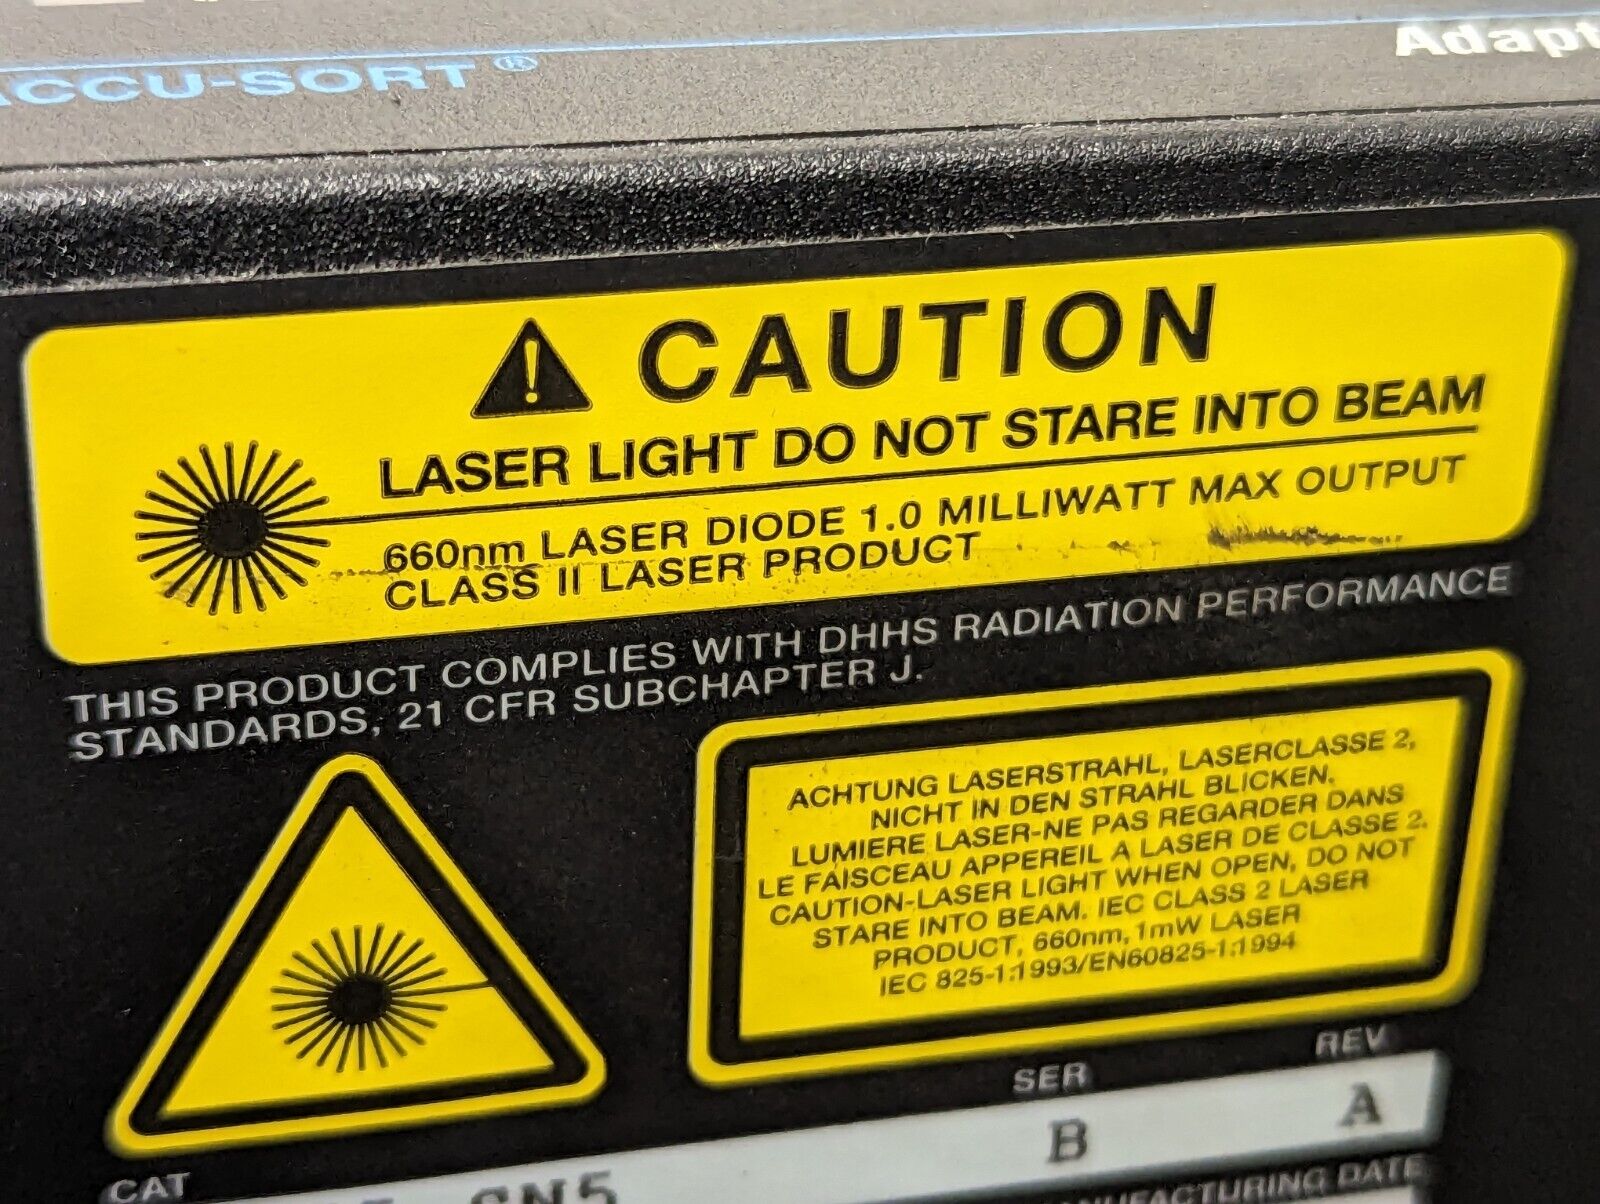 ACCU-SORT®
CAUTION
LASER LIGHT DO NOT STARE INTO BEAM
660nm LASER DIODE 1.0 MILLIWATT MAX OUTPUT
CLASS II LASER PRODUCT
THIS PRODUCT COMPLIES WITH DHHS RADIATION PERFORMANCE
STANDARDS, 21 CFR SUBCHAPTER J.
ACHTUNG LASERSTRAHL, LASERCLASSE 2,
NICHT IN DEN STRAHL BLICKEN.
LUMIERE LASER-NE PAS REGARDER DANS
LE FAISCEAU APPEREIL A LASER DE CLASSE 2.
CAUTION-LASER LIGHT WHEN OPEN, DO NOT
STARE INTO BEAM. IEC CLASS 2 LASER
PRODUCT, 660nm, 1mW LASER
IEC 825-1:1993/EN60825-1:1994
CAT SER REV
B A
DATE